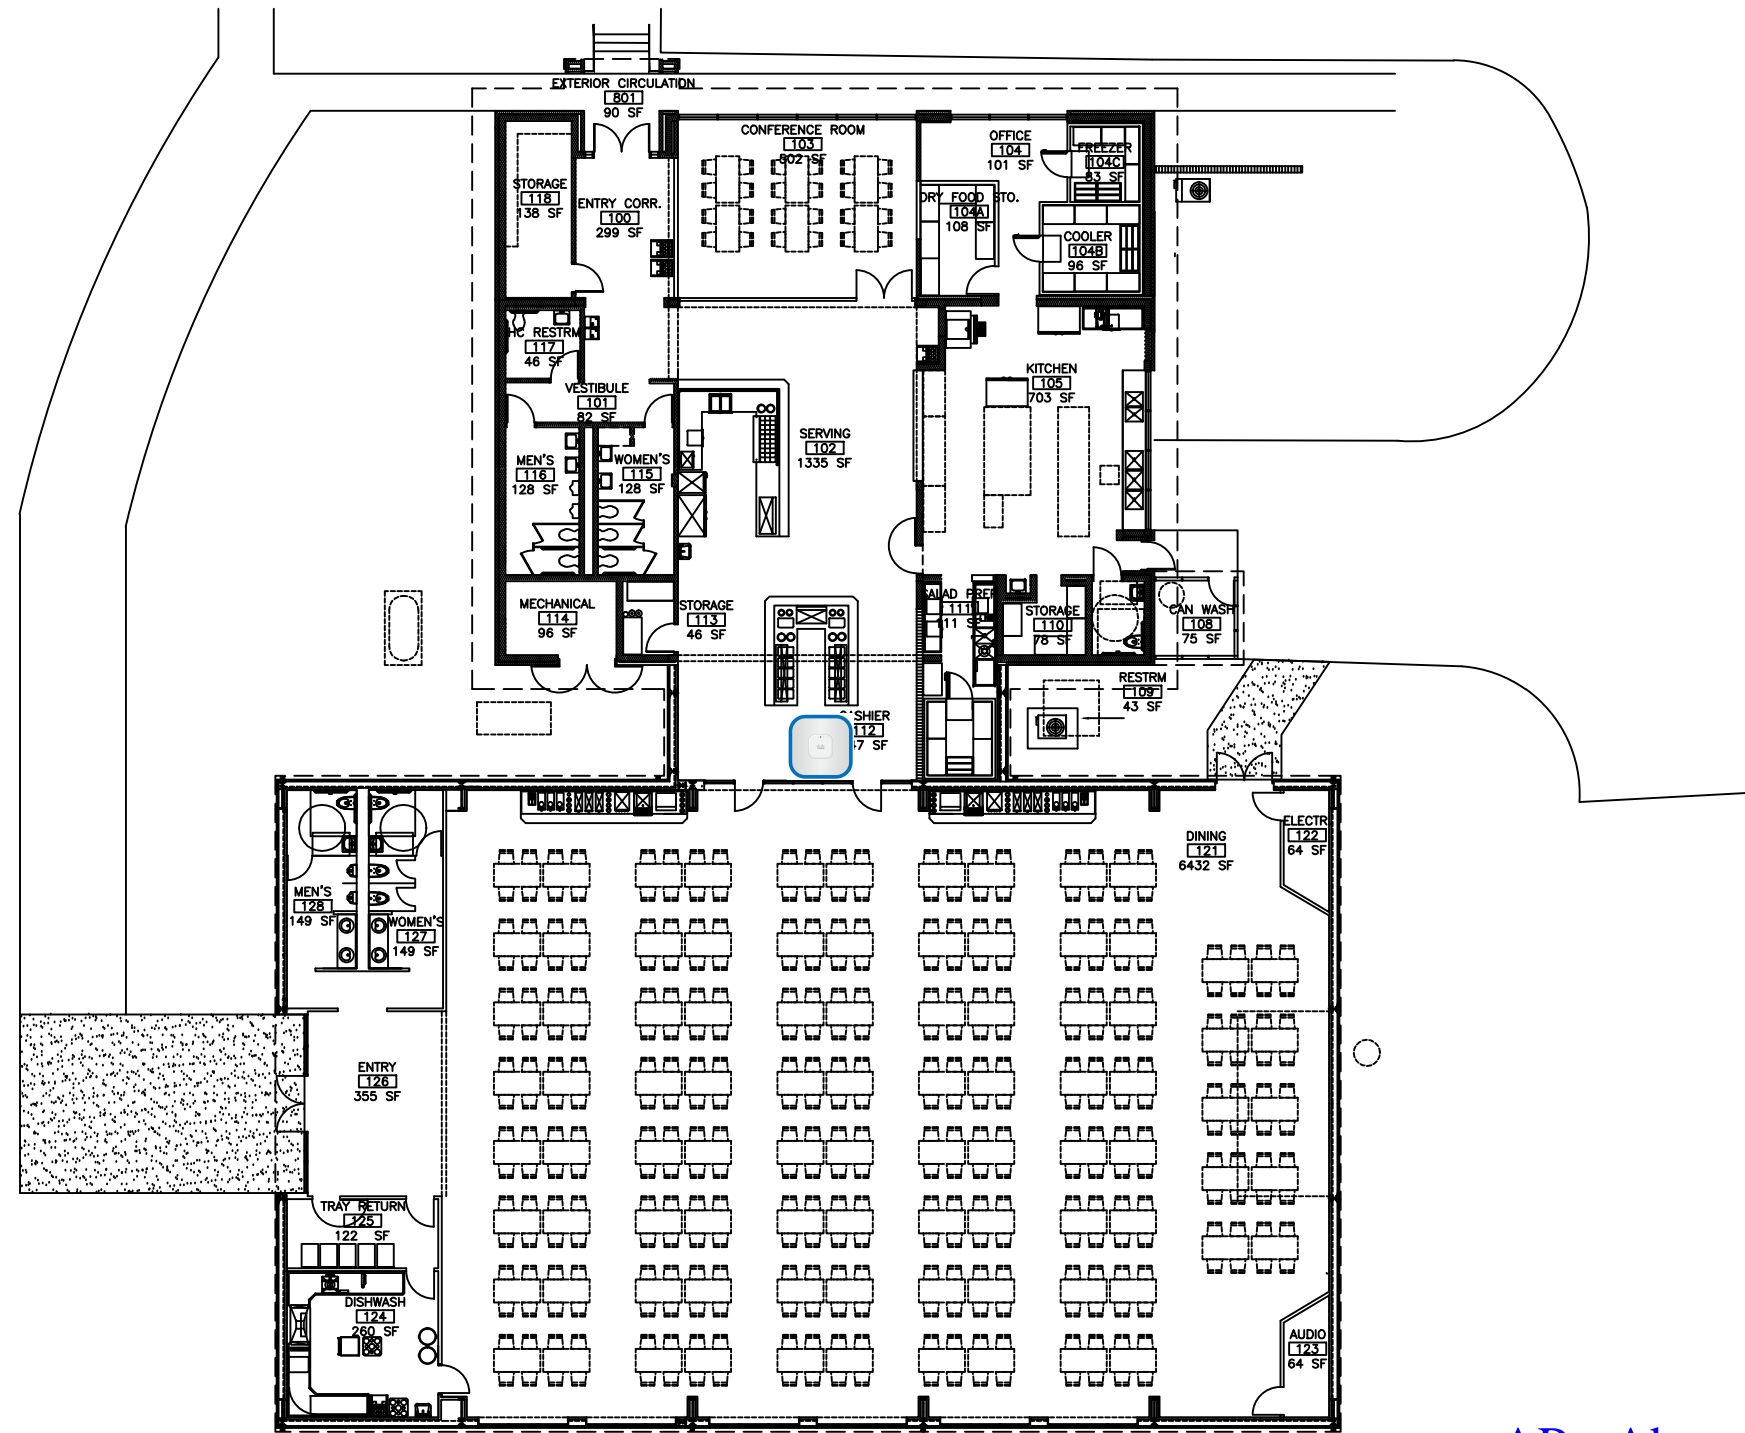 EXTERIOR CIRCULATION
801
90 SF
CONFERENCE ROOM
103
802 SF
OFFICE
104
101 SF
FREEZER
104C
83 SF
STORAGE
118
138 SF
ENTRY CORR.
100
299 SF
DRY FOOD STO.
104A
108 SF
COOLER
104B
96 SF
HC RESTRM
117
46 SF
VESTIBULE
101
82 SF
KITCHEN
105
703 SF
SERVING
102
1335 SF
MEN'S
116
128 SF
WOMEN'S
115
128 SF
MECHANICAL
114
96 SF
STORAGE
113
46 SF
SALAD PREP
111
111 SF
STORAGE
110
78 SF
CAN WASH
108
75 SF
RESTRM
109
43 SF
SHIER
112
47 SF
DINING
121
6432 SF
ELECTR
122
64 SF
MEN'S
128
149 SF
WOMEN'S
127
149 SF
ENTRY
126
355 SF
TRAY RETURN
125
122 SF
DISHWASH
124
260 SF
AUDIO
123
64 SF